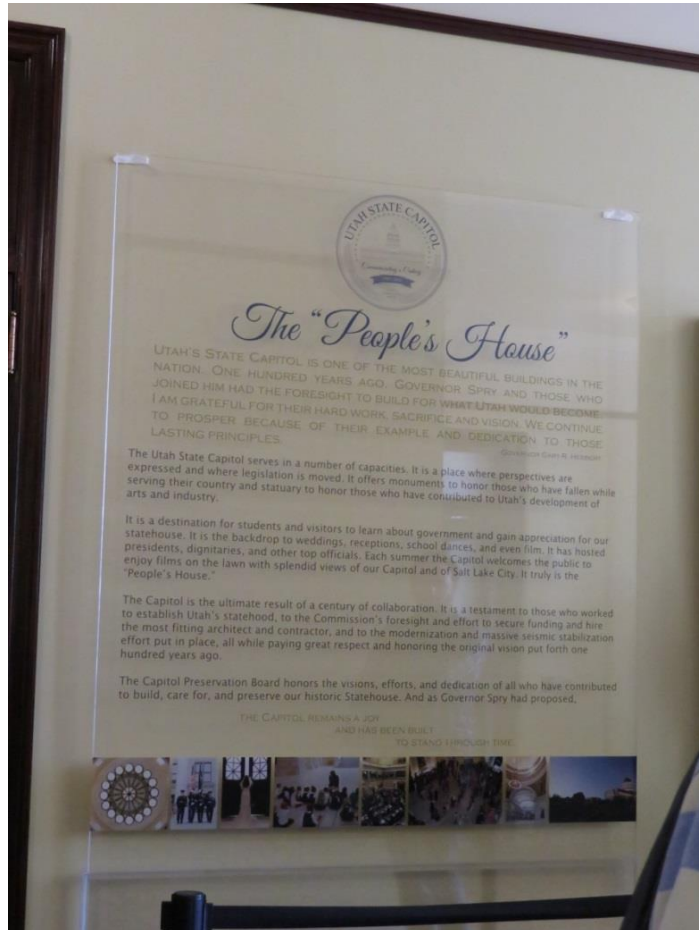 UTAH STATE CAPITOL
The "People's House"
UTAH'S STATE CAPITOL IS ONE OF THE MOST BEAUTIFUL BUILDINGS IN THE
NATION. ONE HUNDRED YEARS AGO, GOVERNOR SPRY AND THOSE WHO
JOINED HIM HAD THE FORESIGHT TO BUILD FOR WHAT UTAH WOULD BECOME
I AM GRATEFUL FOR THEIR HARD WORK, SACRIFICE AND VISION. WE CONTINUE
TO PROSPER BECAUSE OF THEIR EXAMPLE AND DEDICATION TO THOSE
LASTING PRINCIPLES.
GOVERNOR GARY R. HERBERT
The Utah State Capitol serves in a number of capacities. It is a place where perspectives are
expressed and where legislation is moved. It offers monuments to honor those who have fallen while
serving their country and statuary to honor those who have contributed to Utah's development of
arts and industry.
It is a destination for students and visitors to learn about government and gain appreciation for our
statehouse. It is the backdrop to weddings, receptions, school dances, and even film. It has hosted
presidents, dignitaries, and other top officials. Each summer the Capitol welcomes the public to
enjoy films on the lawn with splendid views of our Capitol and of Salt Lake City. It truly is the
"People's House."
The Capitol is the ultimate result of a century of collaboration. It is a testament to those who worked
to establish Utah's statehood, to the Commission's foresight and effort to secure funding and hire
the most fitting architect and contractor, and to the modernization and massive seismic stabilization
effort put in place, all while paying great respect and honoring the original vision put forth one
hundred years ago.
The Capitol Preservation Board honors the visions, efforts, and dedication of all who have contributed
to build, care for, and preserve our historic Statehouse. And as Governor Spry had proposed,
THE CAPITOL REMAINS A JOY
AND HAS BEEN BUILT
TO STAND THROUGH TIME.